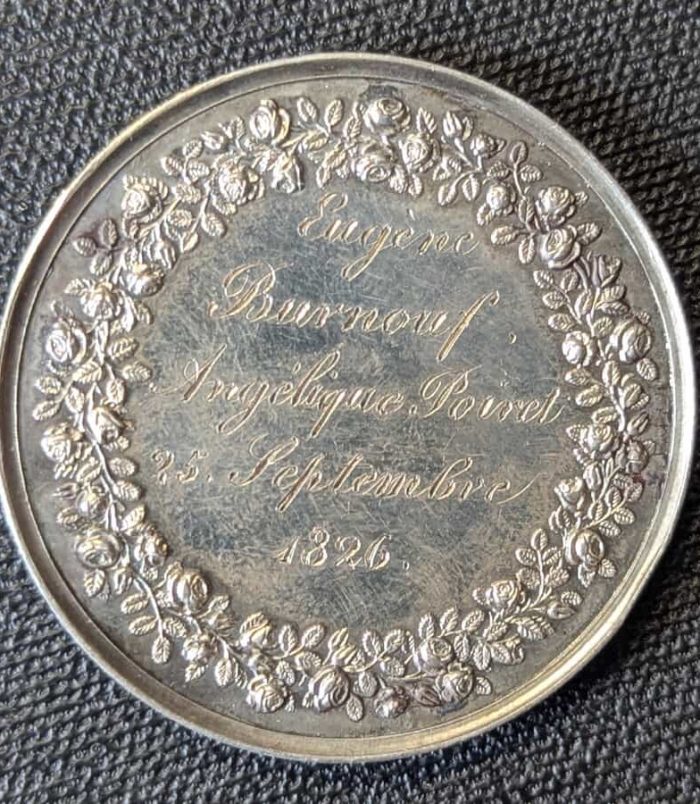 Eugène
Burnouf.
Angélique Poiret
25. Septembre
1826.